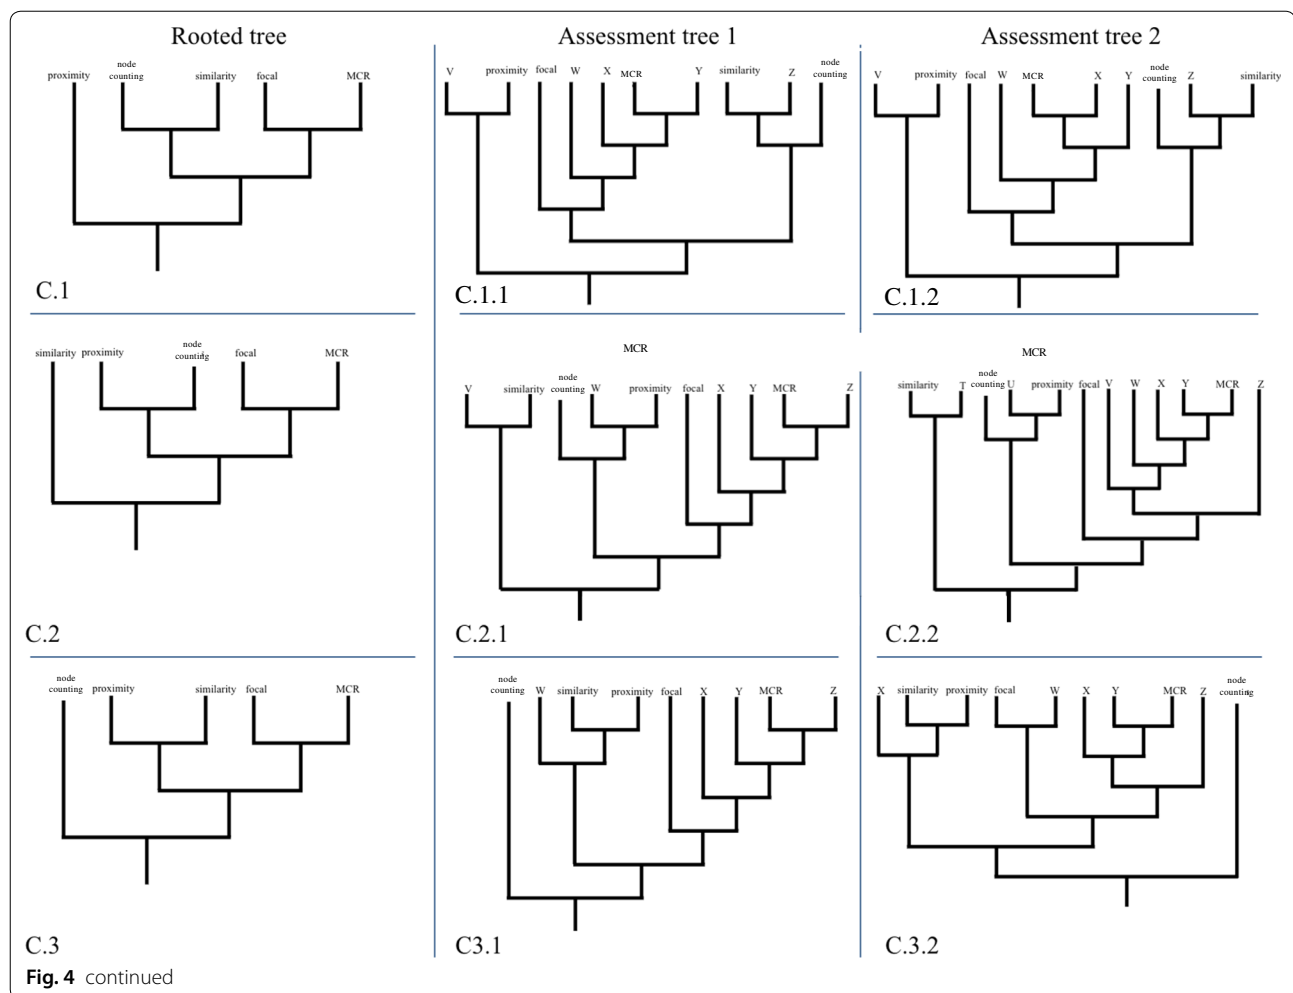 Rooted tree
Assessment tree 1
Assessment tree 2
proximity
node
counting
similarity
focal
MCR
C.1
V
proximity
focal
W
X
MCR
Y
similarity
Z
node
counting
C.1.1
V
proximity
focal
W
MCR
X
Y
node
counting
Z
similarity
C.1.2
similarity
proximity
node
counting
focal
MCR
C.2
MCR
V
similarity
node
counting
W
proximity
focal
X
Y
MCR
Z
C.2.1
MCR
similarity
T
node
counting
U
proximity
focal
V
W
X
Y
MCR
Z
C.2.2
node
counting
proximity
similarity
focal
MCR
C.3
node
counting
W
similarity
proximity
focal
X
Y
MCR
Z
C3.1
X
similarity
proximity
focal
W
X
Y
MCR
Z
node
counting
C.3.2
Fig. 4 continued